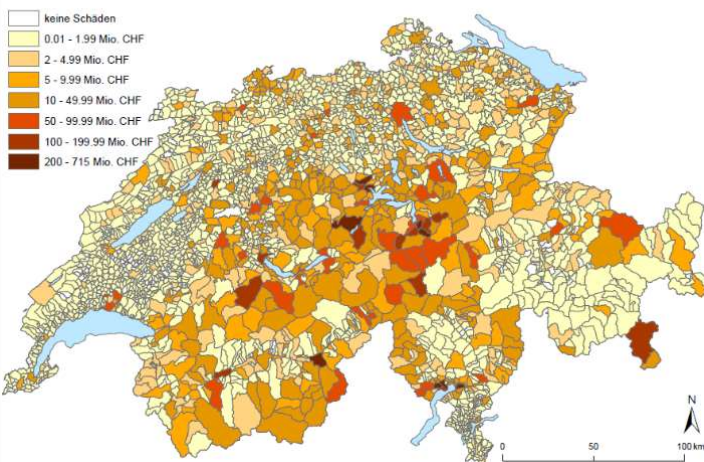 keine Schäden
0.01 - 1.99 Mio. CHF
2 - 4.99 Mio. CHF
5 - 9.99 Mio. CHF
10 - 49.99 Mio. CHF
50 - 99.99 Mio. CHF
100 - 199.99 Mio. CHF
200 - 715 Mio. CHF
N
0 50 100 km